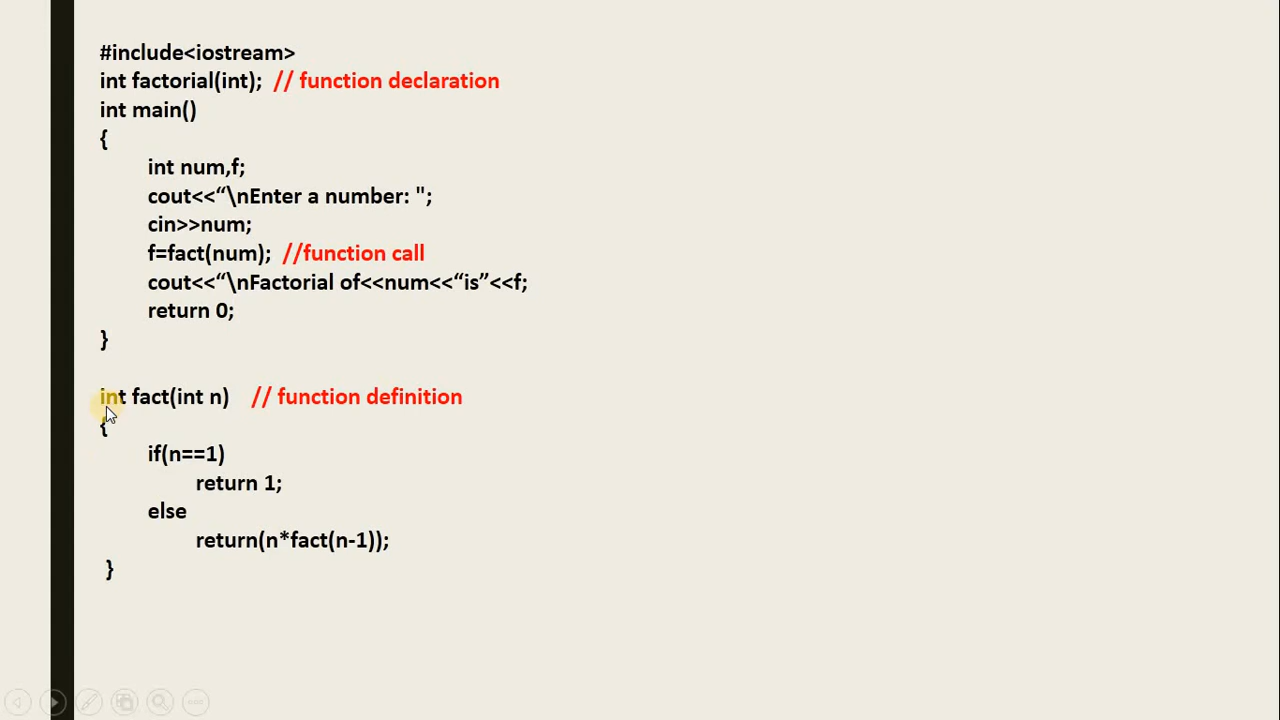 #include<iostream>
int factorial(int); // function declaration
int main()
{
int num,f;
cout<<“\nEnter a number: ";
cin>>num;
f=fact(num); //function call
cout<<“\nFactorial of<<num<<“is”<<f;
return 0;
}
int fact(int n) // function definition
{
if(n==1)
return 1;
else
return(n*fact(n-1));
}